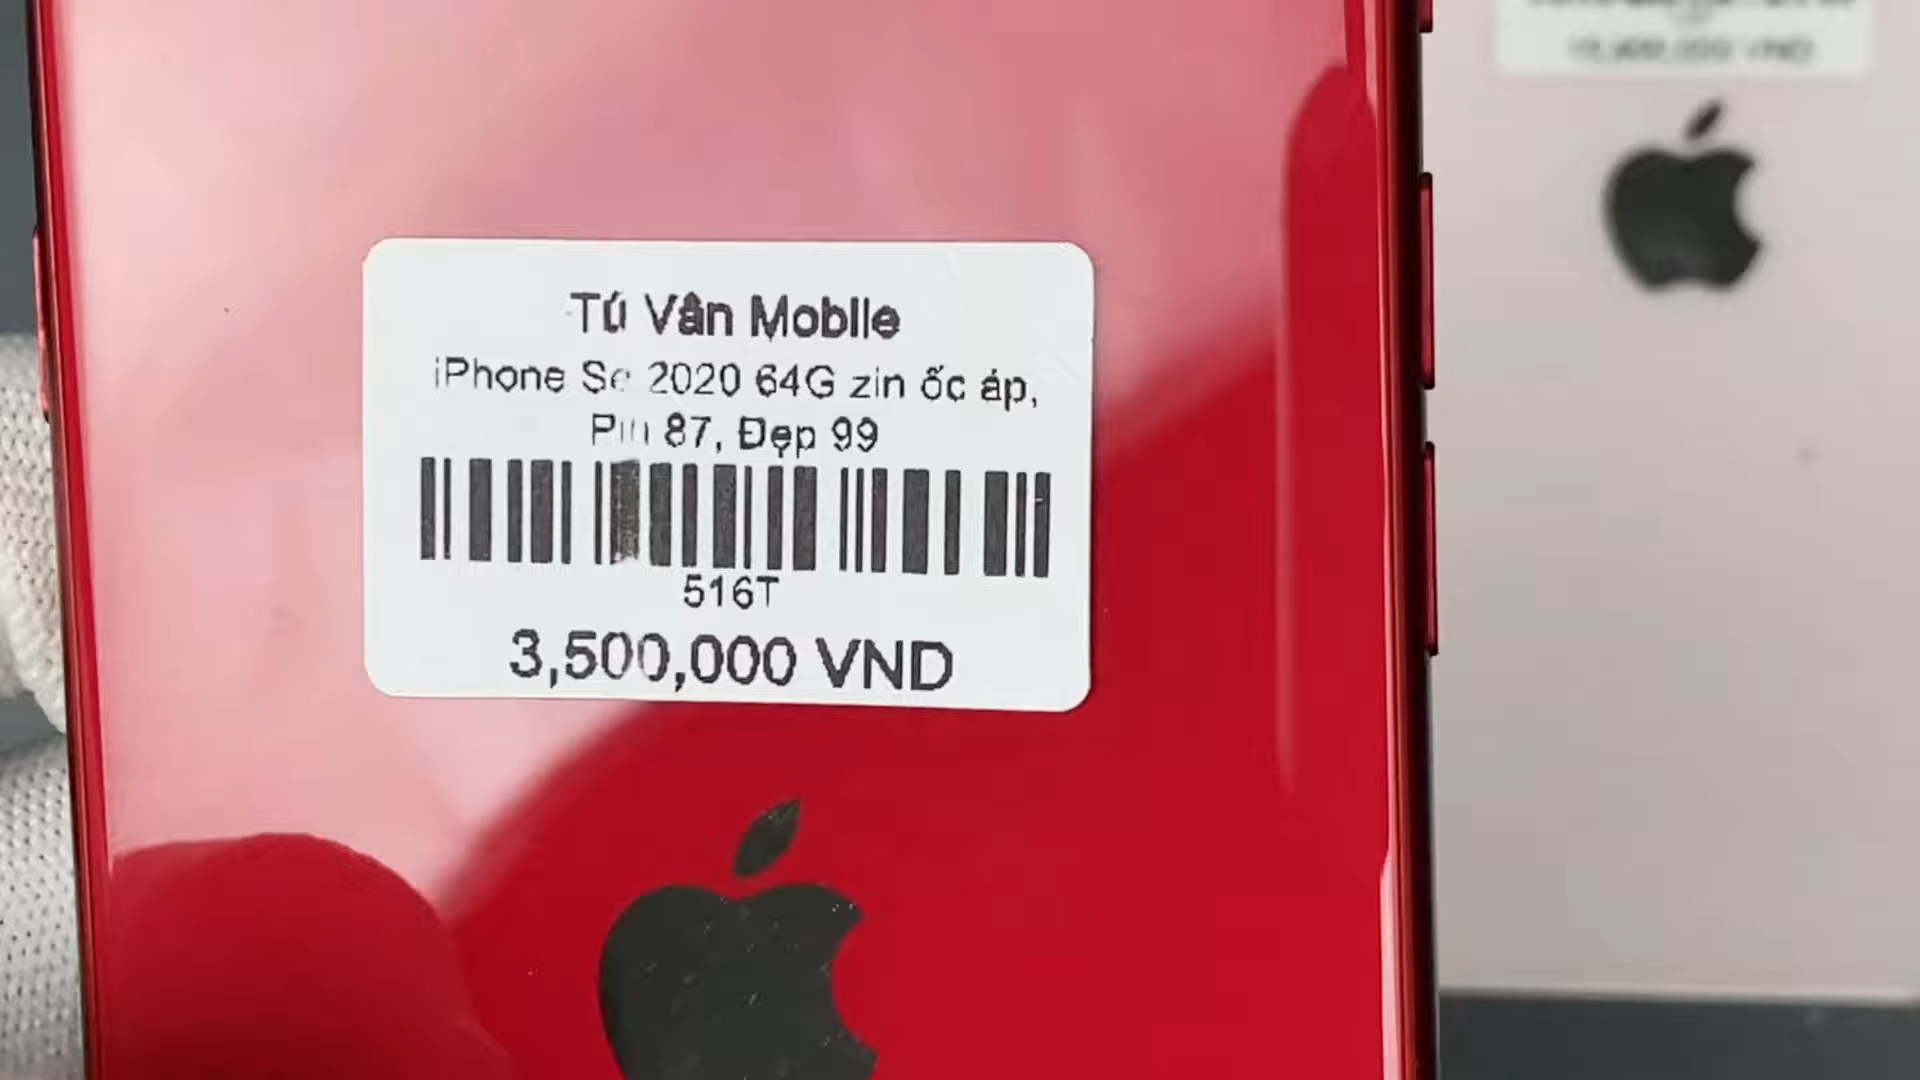 Tú Vân Mobile
iPhone Se 2020 64G zin ốc áp,
Pin 87, Đẹp 99
516T
3,500,000 VND
VND